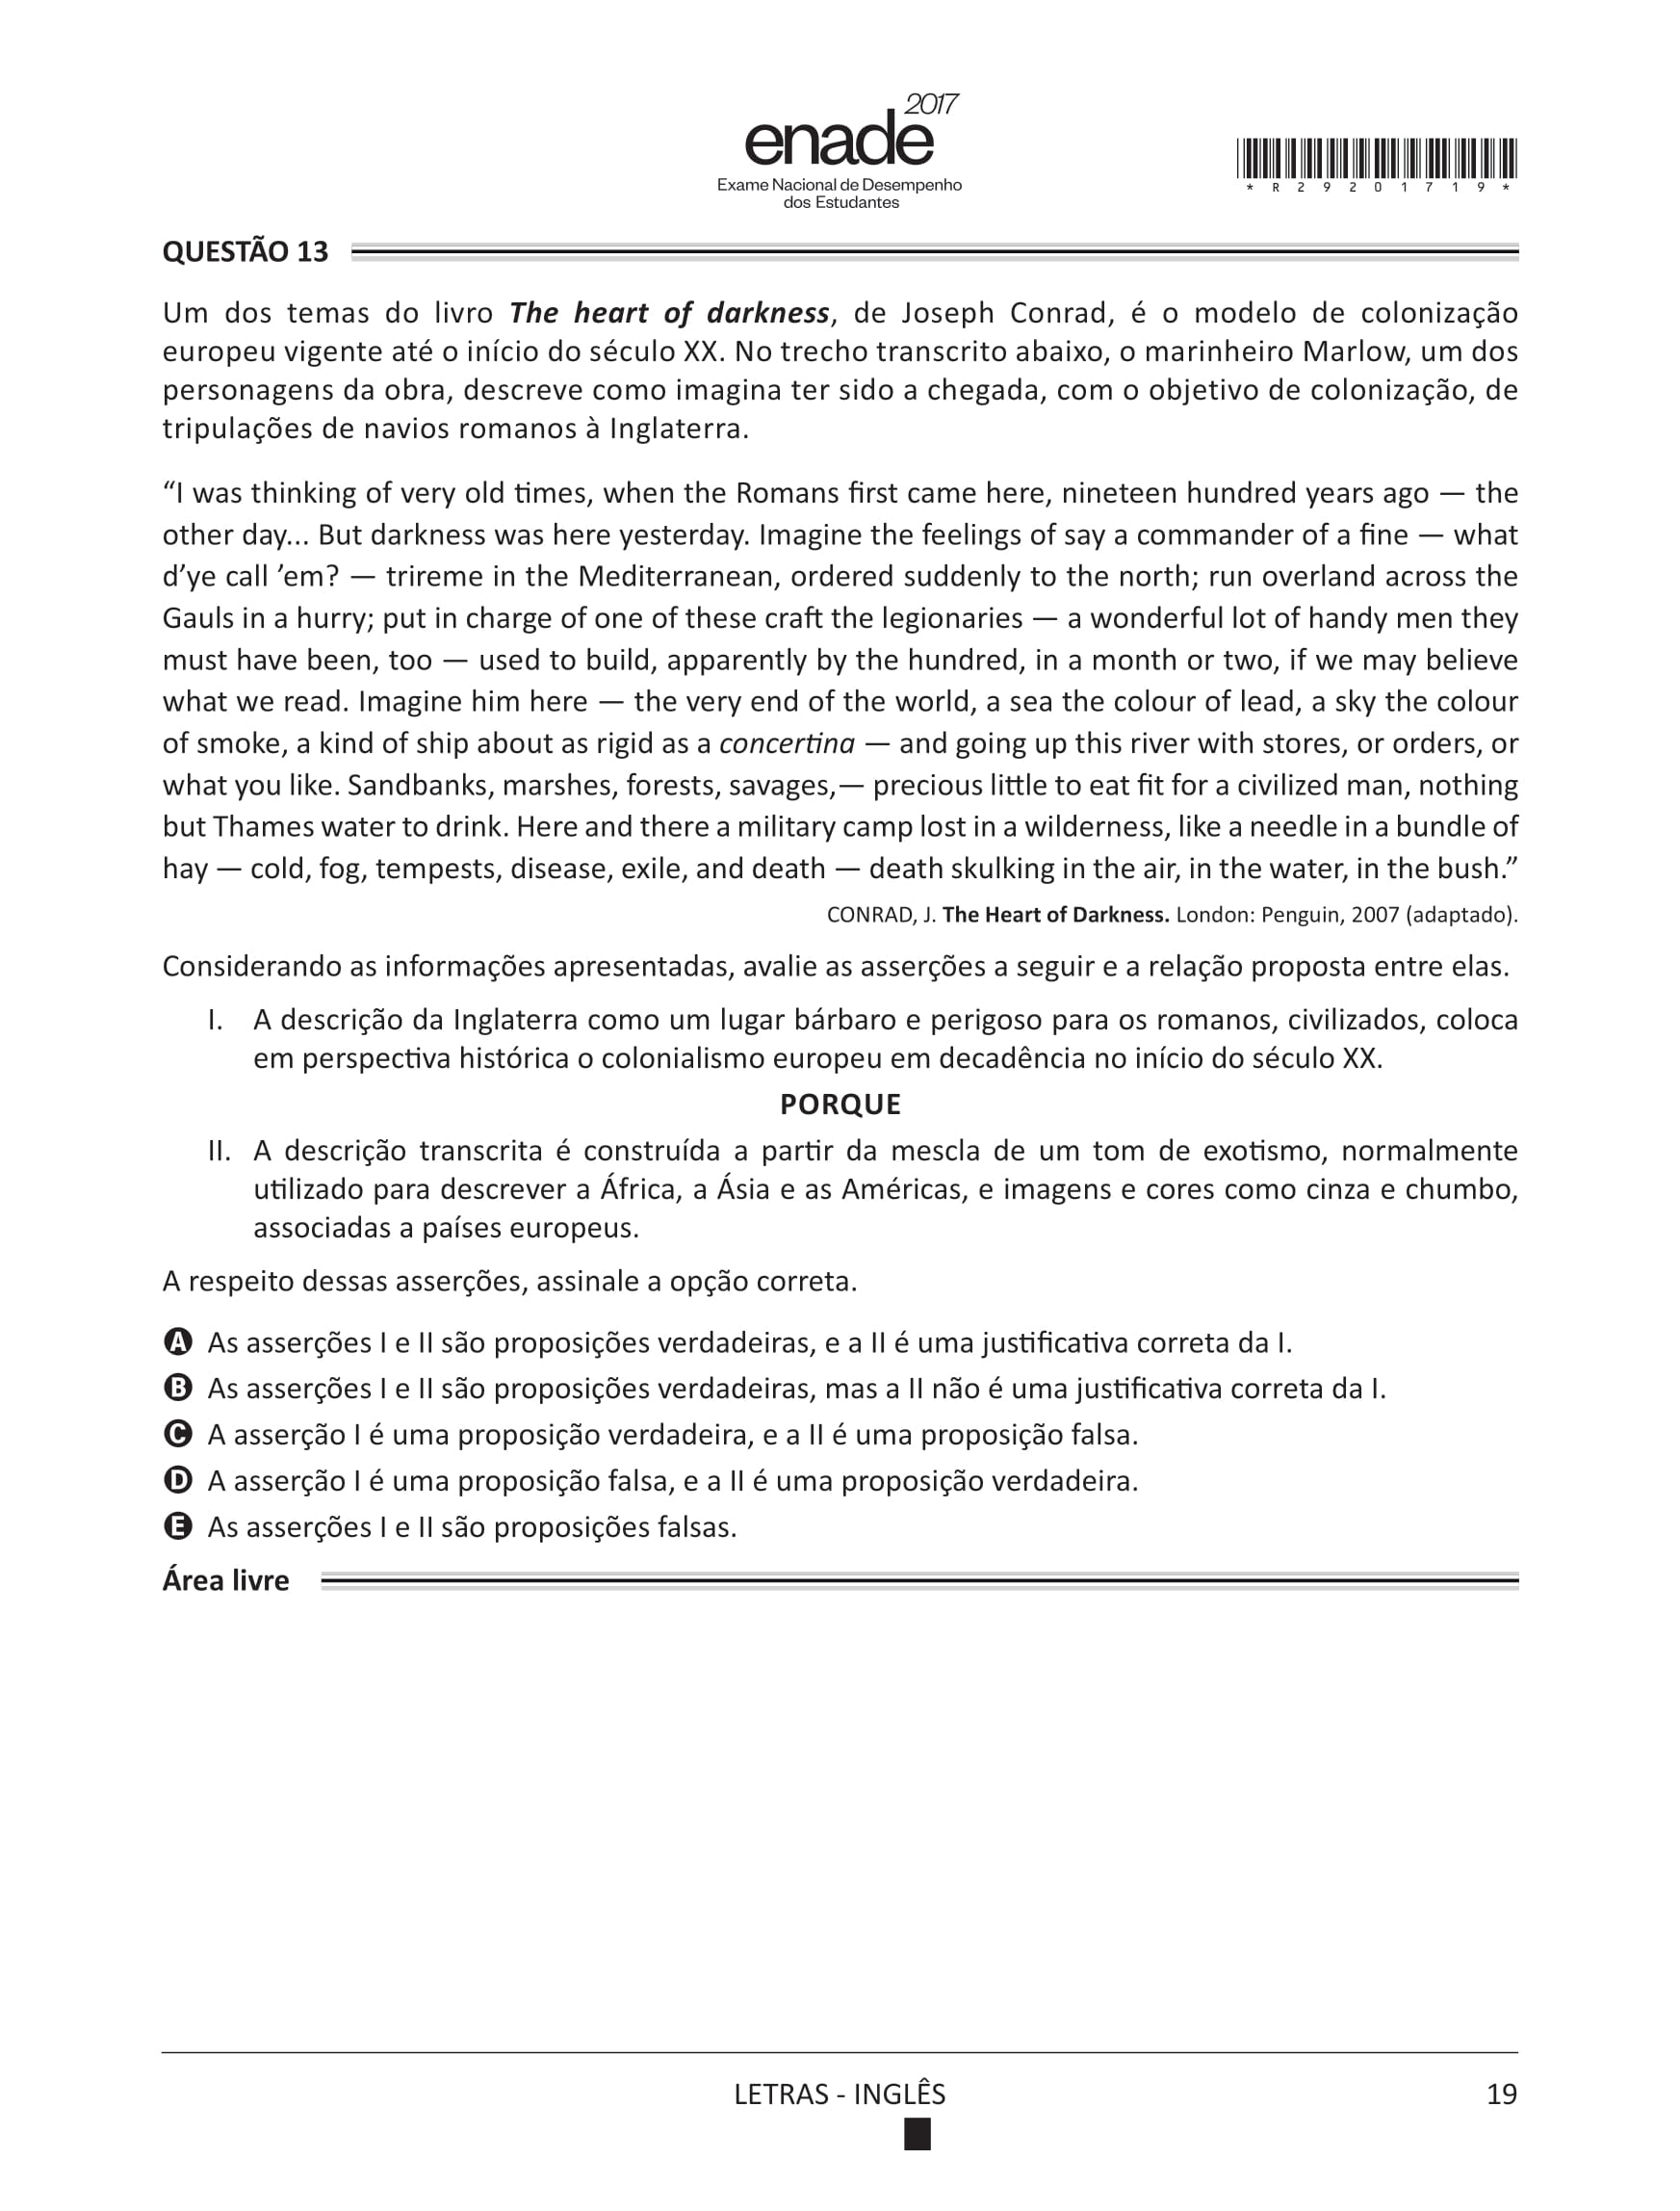 2017
enade
Exame Nacional de Desempenho
dos Estudantes
* R 2 9 2 0 1 7 1 9 *
QUESTÃO 13
Um dos temas do livro The heart of darkness, de Joseph Conrad, é o modelo de colonização
europeu vigente até o início do século XX. No trecho transcrito abaixo, o marinheiro Marlow, um dos
personagens da obra, descreve como imagina ter sido a chegada, com o objetivo de colonização, de
tripulações de navios romanos à Inglaterra.
“I was thinking of very old times, when the Romans first came here, nineteen hundred years ago — the
other day... But darkness was here yesterday. Imagine the feelings of say a commander of a fine — what
d’ye call ’em? — trireme in the Mediterranean, ordered suddenly to the north; run overland across the
Gauls in a hurry; put in charge of one of these craft the legionaries — a wonderful lot of handy men they
must have been, too — used to build, apparently by the hundred, in a month or two, if we may believe
what we read. Imagine him here — the very end of the world, a sea the colour of lead, a sky the colour
of smoke, a kind of ship about as rigid as a concertina — and going up this river with stores, or orders, or
what you like. Sandbanks, marshes, forests, savages,— precious little to eat fit for a civilized man, nothing
but Thames water to drink. Here and there a military camp lost in a wilderness, like a needle in a bundle of
hay — cold, fog, tempests, disease, exile, and death — death skulking in the air, in the water, in the bush.”
CONRAD, J. The Heart of Darkness. London: Penguin, 2007 (adaptado).
Considerando as informações apresentadas, avalie as asserções a seguir e a relação proposta entre elas.
I. A descrição da Inglaterra como um lugar bárbaro e perigoso para os romanos, civilizados, coloca
em perspectiva histórica o colonialismo europeu em decadência no início do século XX.
PORQUE
II. A descrição transcrita é construída a partir da mescla de um tom de exotismo, normalmente
utilizado para descrever a África, a Ásia e as Américas, e imagens e cores como cinza e chumbo,
associadas a países europeus.
A respeito dessas asserções, assinale a opção correta.
A As asserções I e II são proposições verdadeiras, e a II é uma justificativa correta da I.
B As asserções I e II são proposições verdadeiras, mas a II não é uma justificativa correta da I.
C A asserção I é uma proposição verdadeira, e a II é uma proposição falsa.
D A asserção I é uma proposição falsa, e a II é uma proposição verdadeira.
E As asserções I e II são proposições falsas.
Área livre
LETRAS - INGLÊS
19